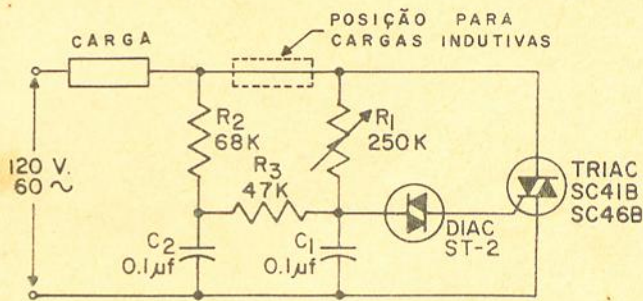 POSIÇÃO PARA
CARGAS INDUTIVAS
CARGA
R2
68K
R1
250K
R3
47K
120 V.
60 ~
TRIAC
SC41B
SC46B
DIAC
ST-2
C2
0.1µf
C1
0.1µf